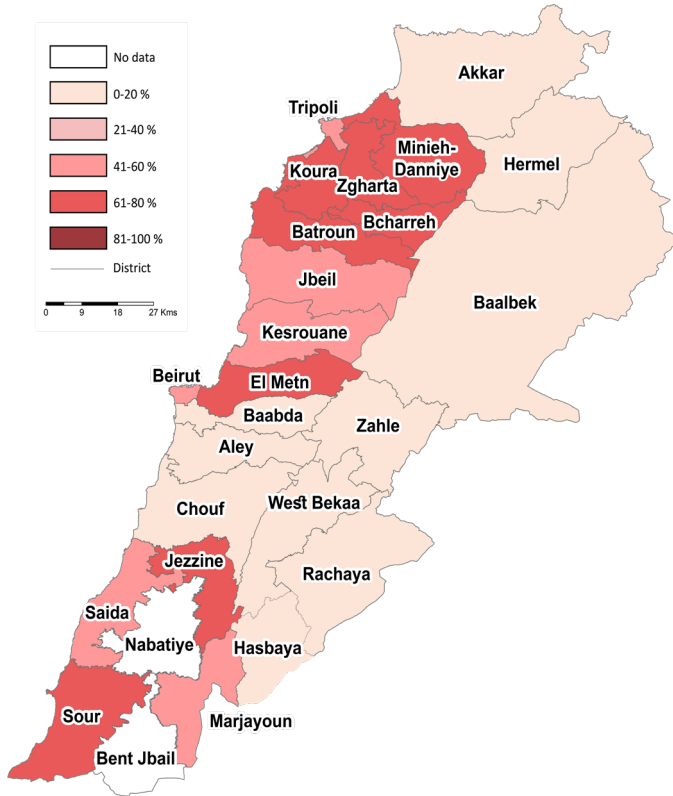 No data
0-20 %
21-40 %
41-60 %
61-80 %
81-100 %
District
0 9 18 27 Kms
Akkar
Tripoli
Minieh-
Danniye
Hermel
Koura
Zgharta
Bcharreh
Batroun
Jbeil
Baalbek
Kesrouane
Beirut
El Metn
Baabda
Zahle
Aley
West Bekaa
Chouf
Jezzine
Rachaya
Saida
Nabatiye
Hasbaya
Sour
Marjayoun
Bent Jbail